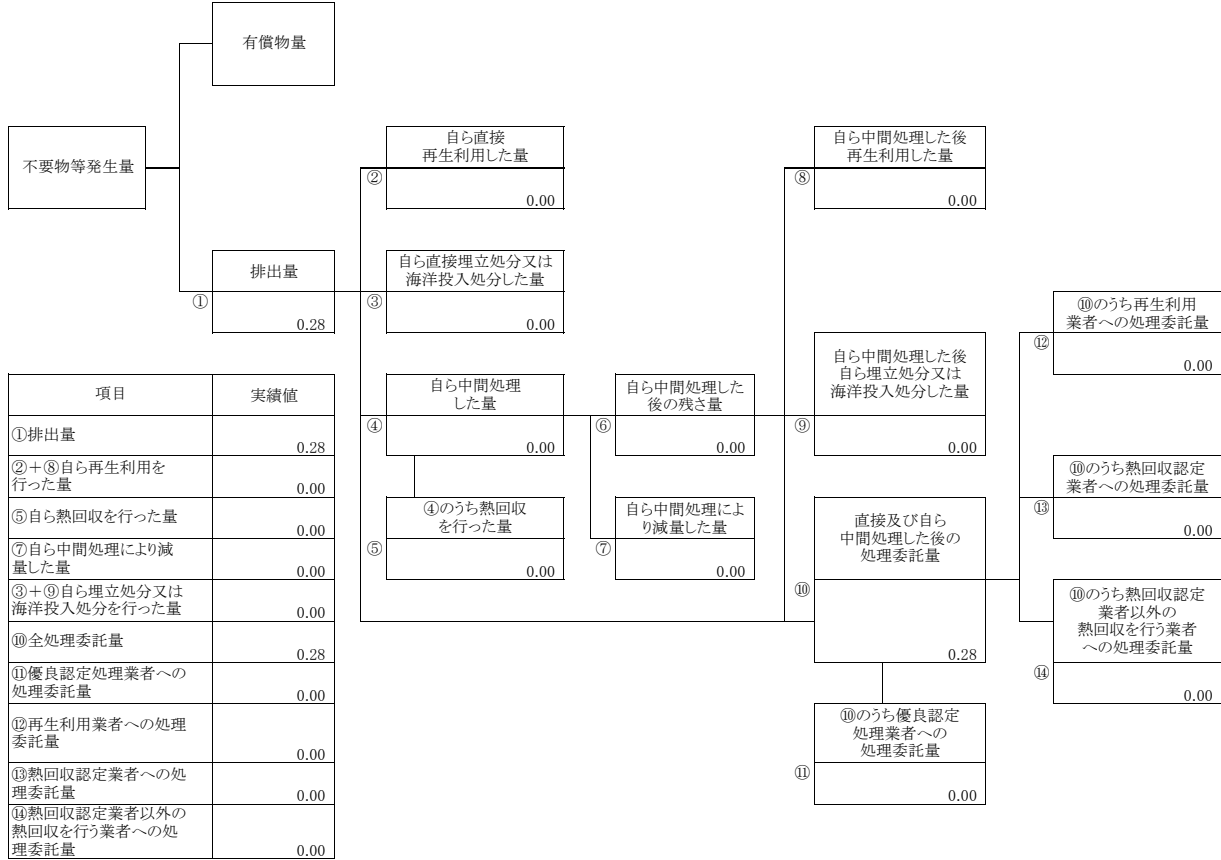 有償物量
不要物等発生量
自ら直接
再生利用した量
②
0.00
自ら中間処理した後
再生利用した量
⑧
0.00
排出量
①
0.28
自ら直接埋立処分又は
海洋投入処分した量
③
0.00
⑩のうち再生利用
業者への処理委託量
⑫
0.00
自ら中間処理
した量
④
0.00
自ら中間処理した
後の残さ量
⑥
0.00
自ら中間処理した後
自ら埋立処分又は
海洋投入処分した量
⑨
0.00
④のうち熱回収
を行った量
⑤
0.00
自ら中間処理によ
り減量した量
⑦
0.00
直接及び自ら
中間処理した後の
処理委託量
⑩
0.28
⑩のうち熱回収認定
業者への処理委託量
⑬
0.00
⑩のうち熱回収認定
業者以外の
熱回収を行う業者
への処理委託量
⑭
0.00
⑩のうち優良認定
処理業者への
処理委託量
⑪
0.00
項目 実績値
①排出量
0.28
②+⑧自ら再生利用を
行った量
0.00
⑤自ら熱回収を行った量
0.00
⑦自ら中間処理により減
量した量
0.00
③+⑨自ら埋立処分又は
海洋投入処分を行った量
0.00
⑩全処理委託量
0.28
⑪優良認定処理業者への
処理委託量
0.00
⑫再生利用業者への処理
委託量
0.00
⑬熱回収認定業者への処
理委託量
0.00
⑭熱回収認定業者以外の
熱回収を行う業者への処
理委託量
0.00